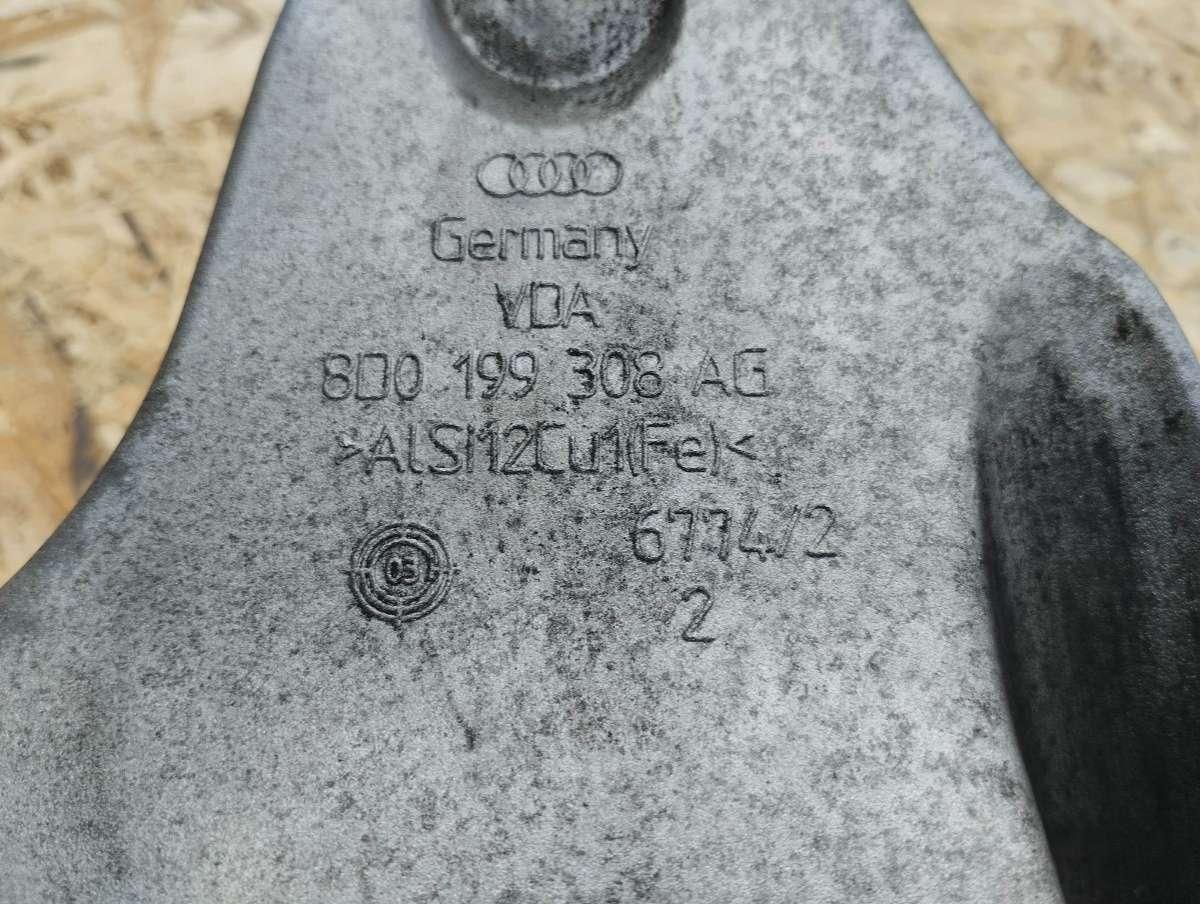 Germany
VDA
8D0 199 308 AG
>AlSi12Cu1(Fe)<
05
6774/2
2